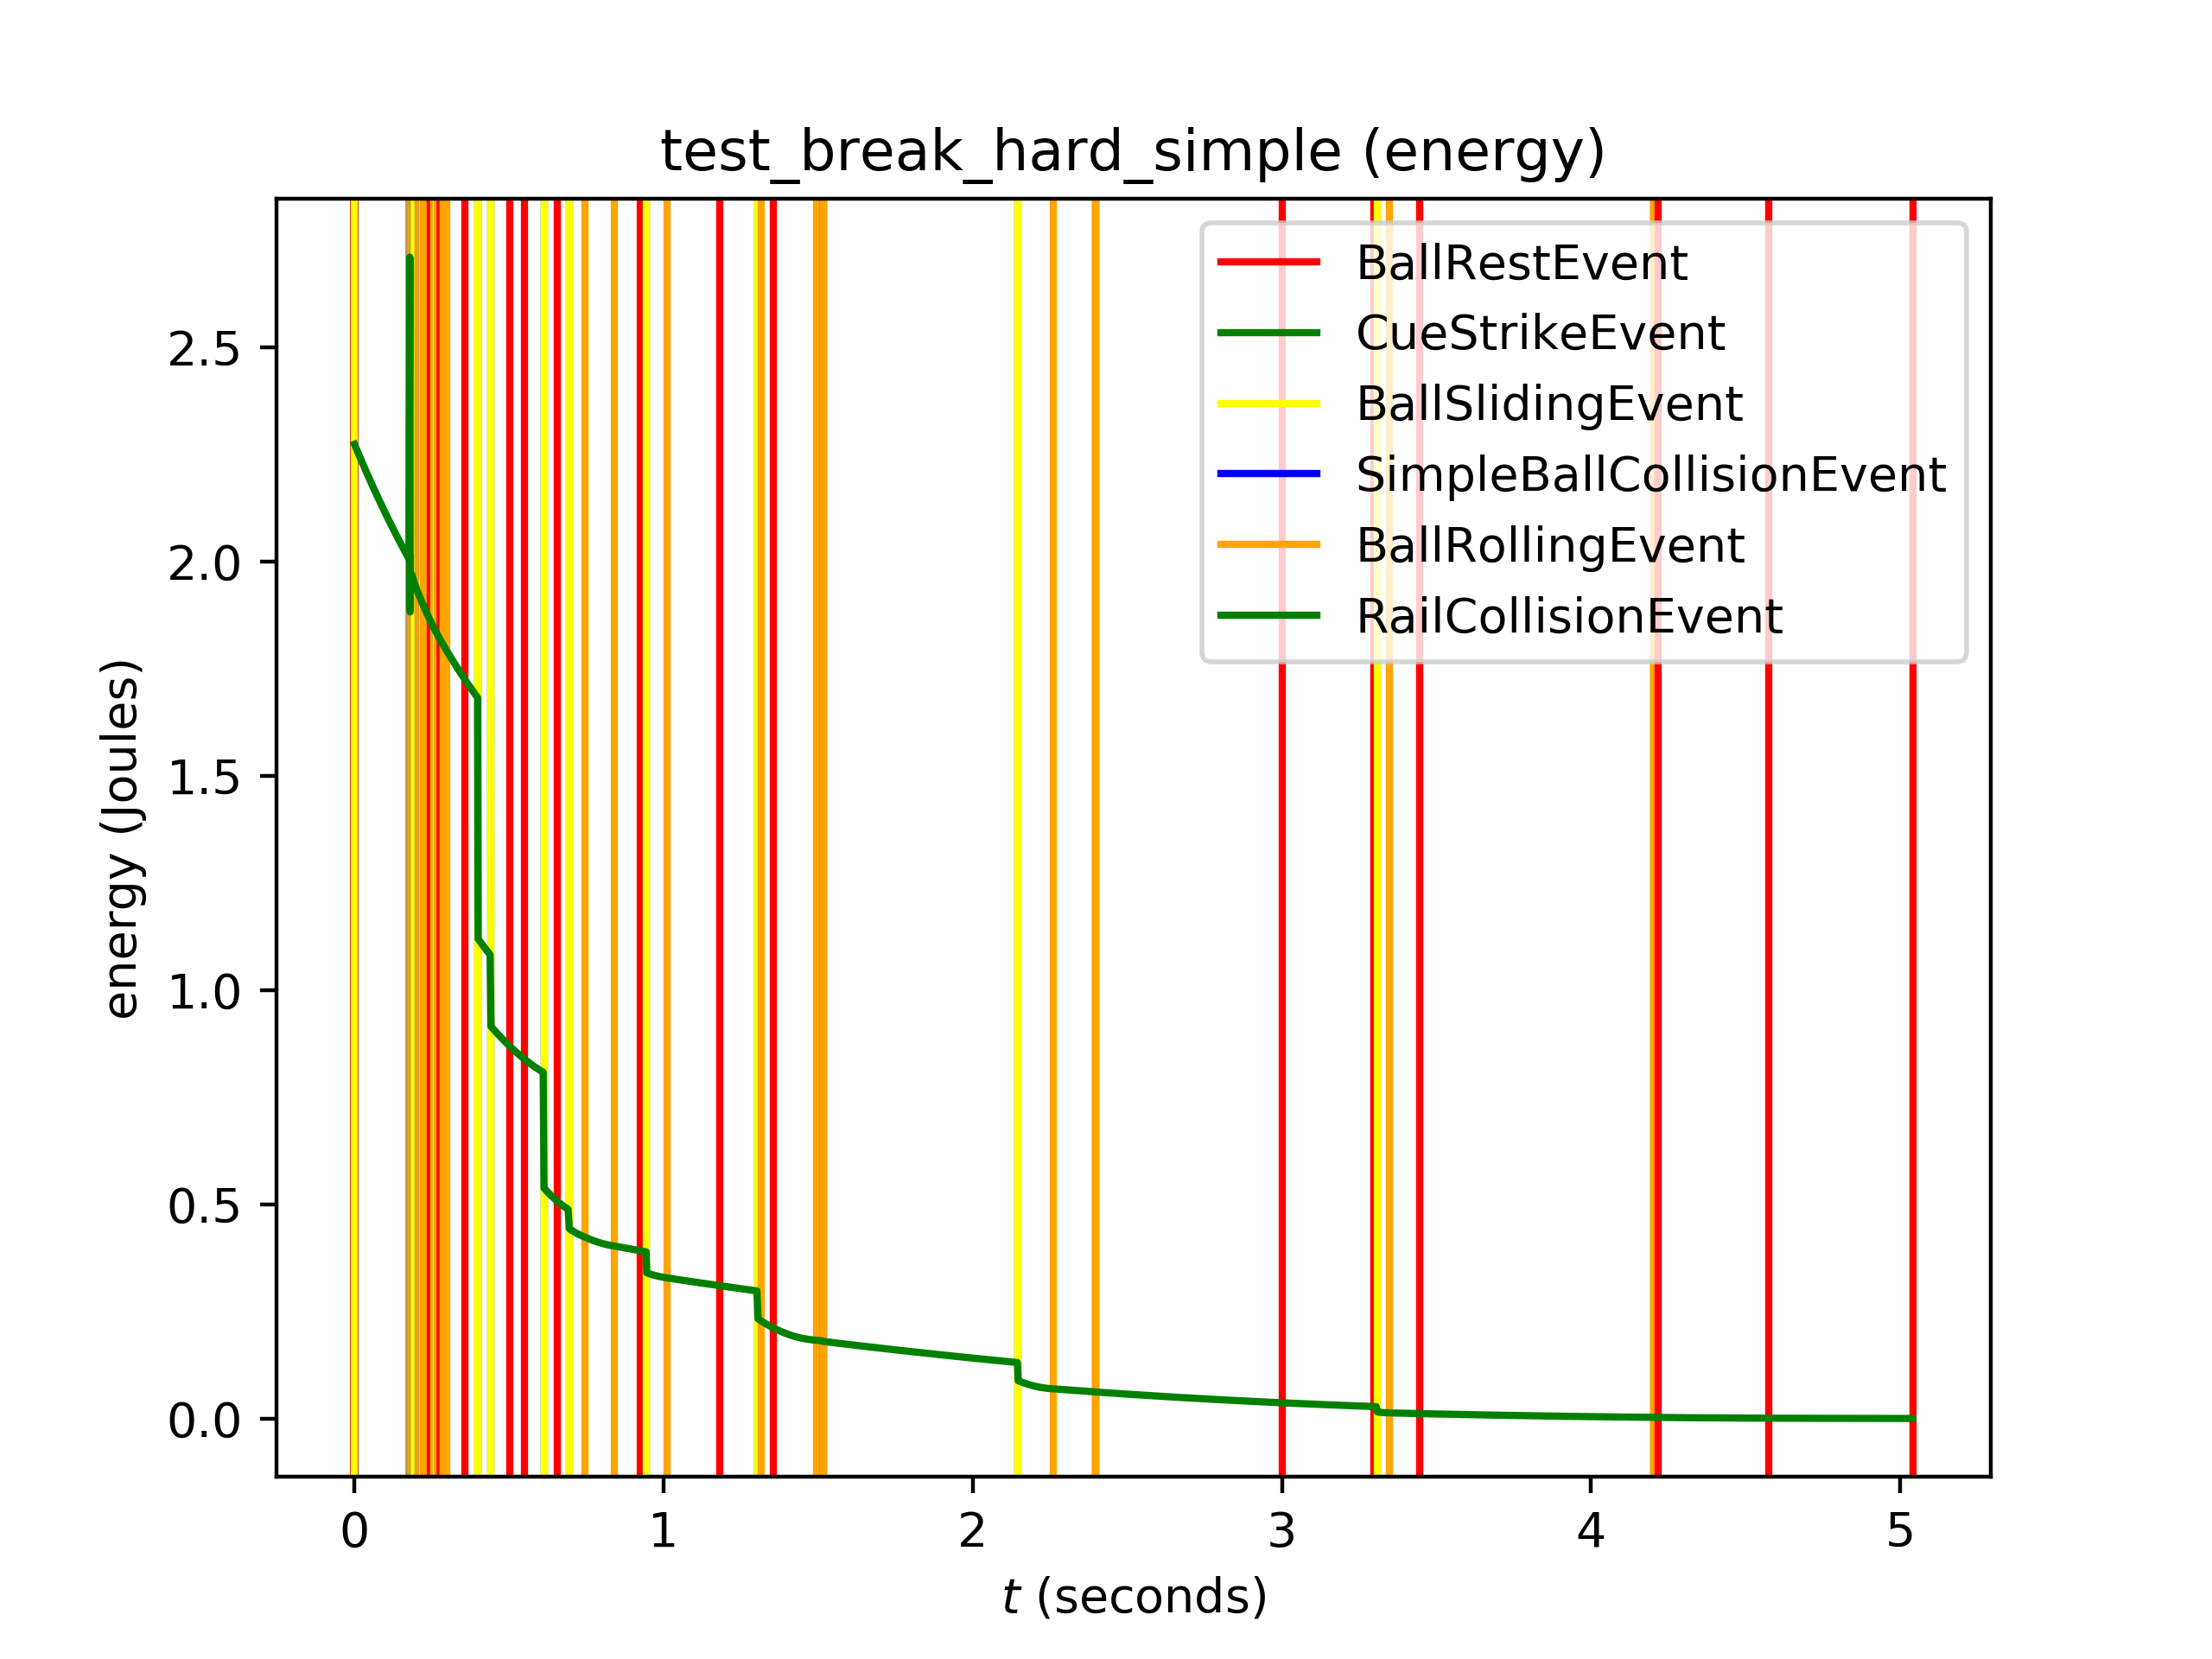 test_break_hard_simple (energy)
BallRestEvent
CueStrikeEvent
BallSlidingEvent
SimpleBallCollisionEvent
BallRollingEvent
RailCollisionEvent
energy (Joules)
2.5
2.0
1.5
1.0
0.5
0.0
0 1 2 3 4 5
t (seconds)